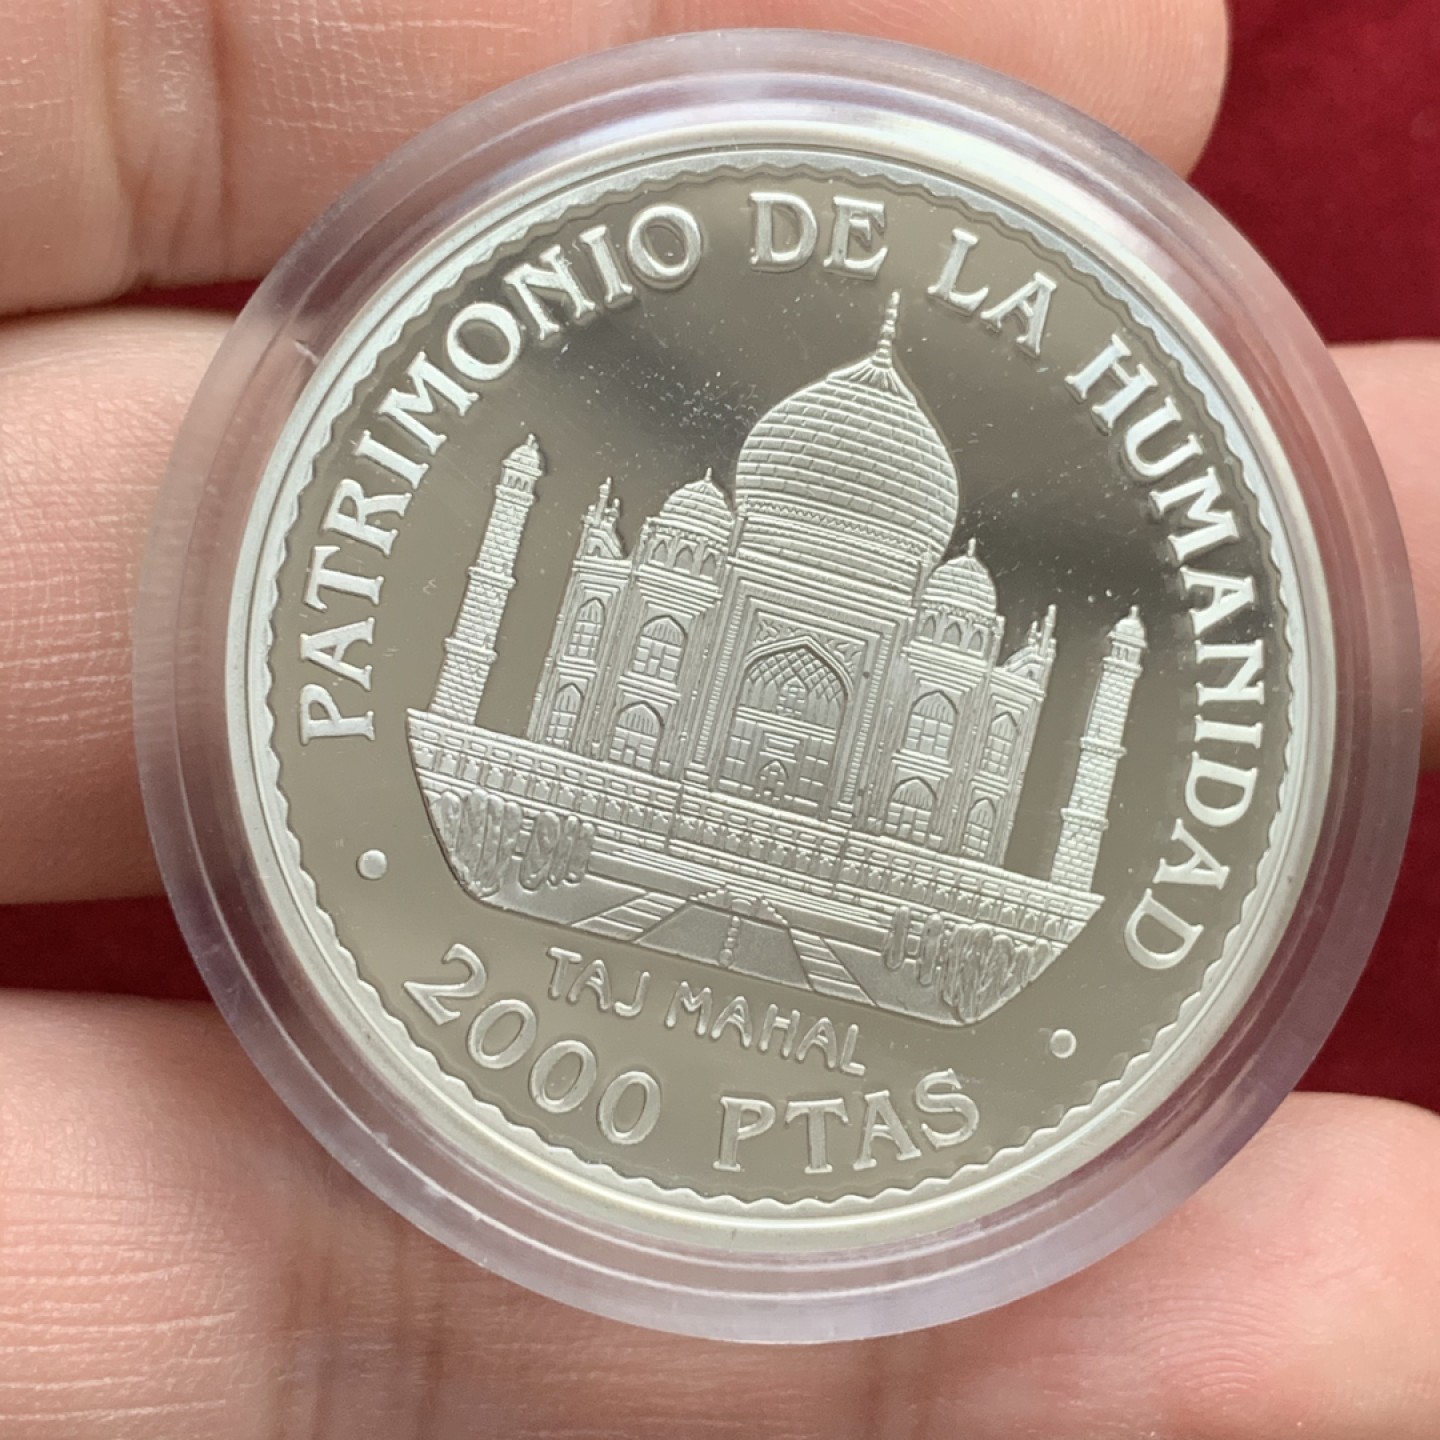 PATRIMONIO DE LA HUMANIDAD
TAJ MAHAL
2000 PTAS